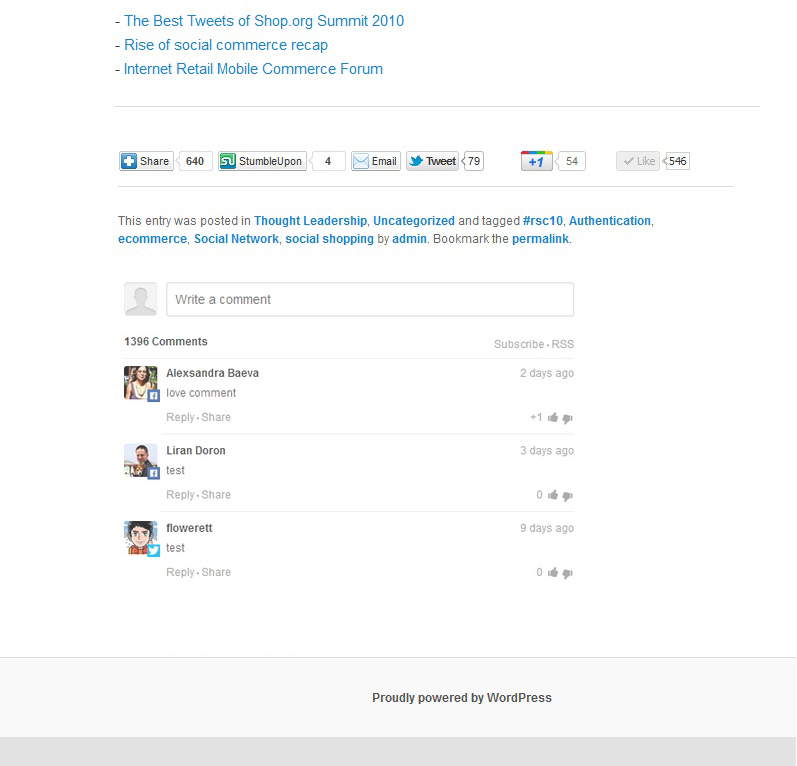 - The Best Tweets of Shop.org Summit 2010
- Rise of social commerce recap
- Internet Retail Mobile Commerce Forum
Share 640 StumbleUpon 4 Email Tweet 79 +1 54 Like 546
This entry was posted in Thought Leadership, Uncategorized and tagged #rsc10, Authentication,
ecommerce, Social Network, social shopping by admin. Bookmark the permalink.
Write a comment
1396 Comments Subscribe · RSS
Alexsandra Baeva 2 days ago
love comment
Reply · Share +1
Liran Doron 3 days ago
test
Reply · Share 0
flowerett 9 days ago
test
Reply · Share 0
Proudly powered by WordPress